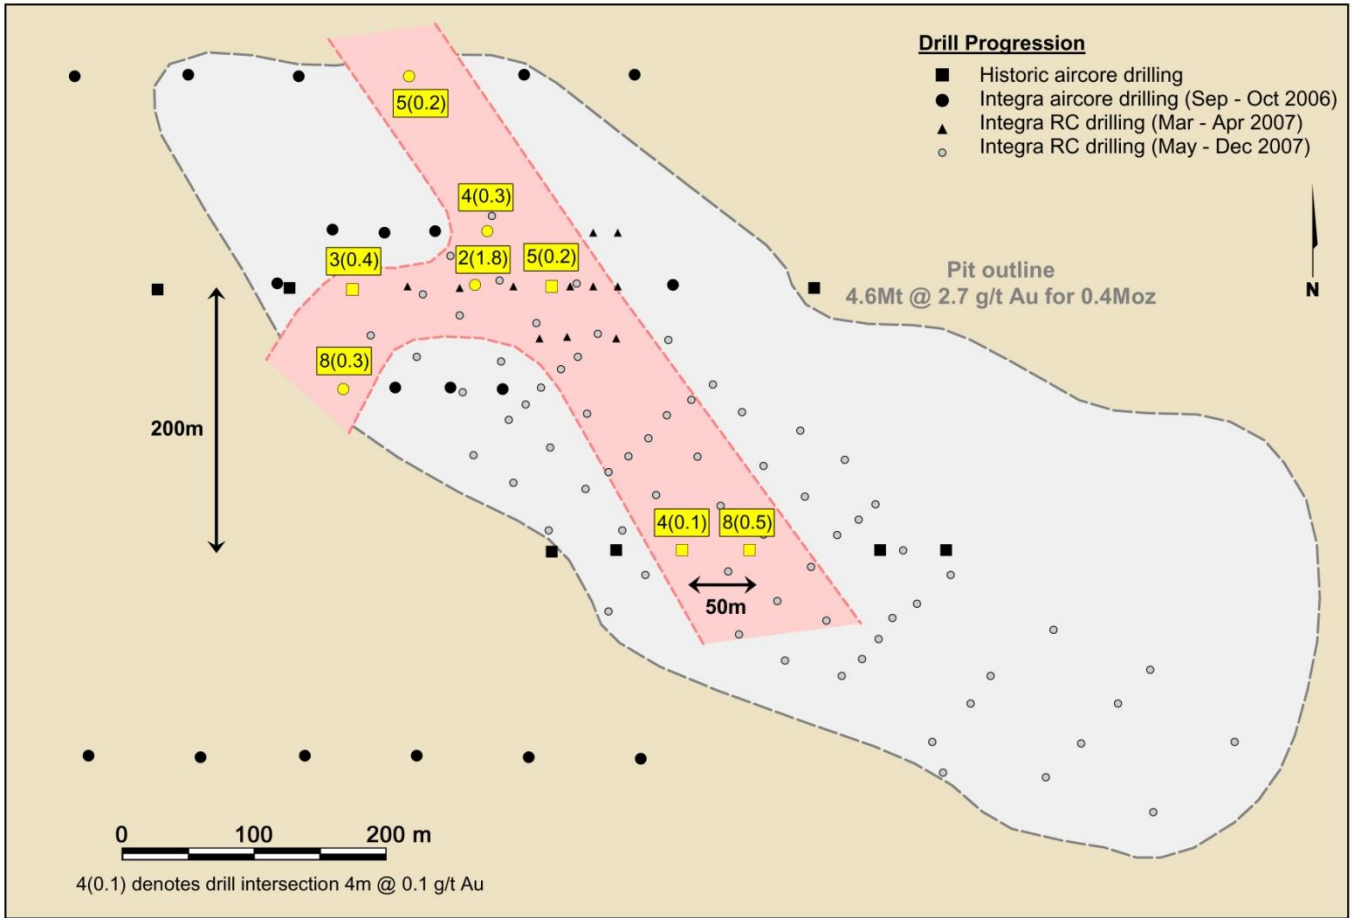 Drill Progression
Historic aircore drilling
Integra aircore drilling (Sep - Oct 2006)
Integra RC drilling (Mar - Apr 2007)
Integra RC drilling (May - Dec 2007)
5(0.2)
4(0.3)
3(0.4)
2(1.8)
5(0.2)
Pit outline
4.6Mt @ 2.7 g/t Au for 0.4Moz
N
8(0.3)
200m
4(0.1)
8(0.5)
50m
0 100 200 m
4(0.1) denotes drill intersection 4m @ 0.1 g/t Au